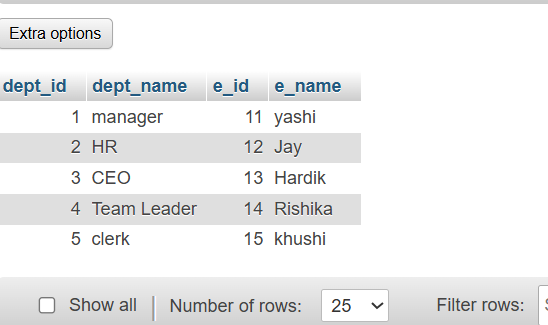 Extra options
dept_id dept_name e_id e_name
1 manager 11 yashi
2 HR 12 Jay
3 CEO 13 Hardik
4 Team Leader 14 Rishika
5 clerk 15 khushi
Show all | Number of rows: 25 Filter rows: